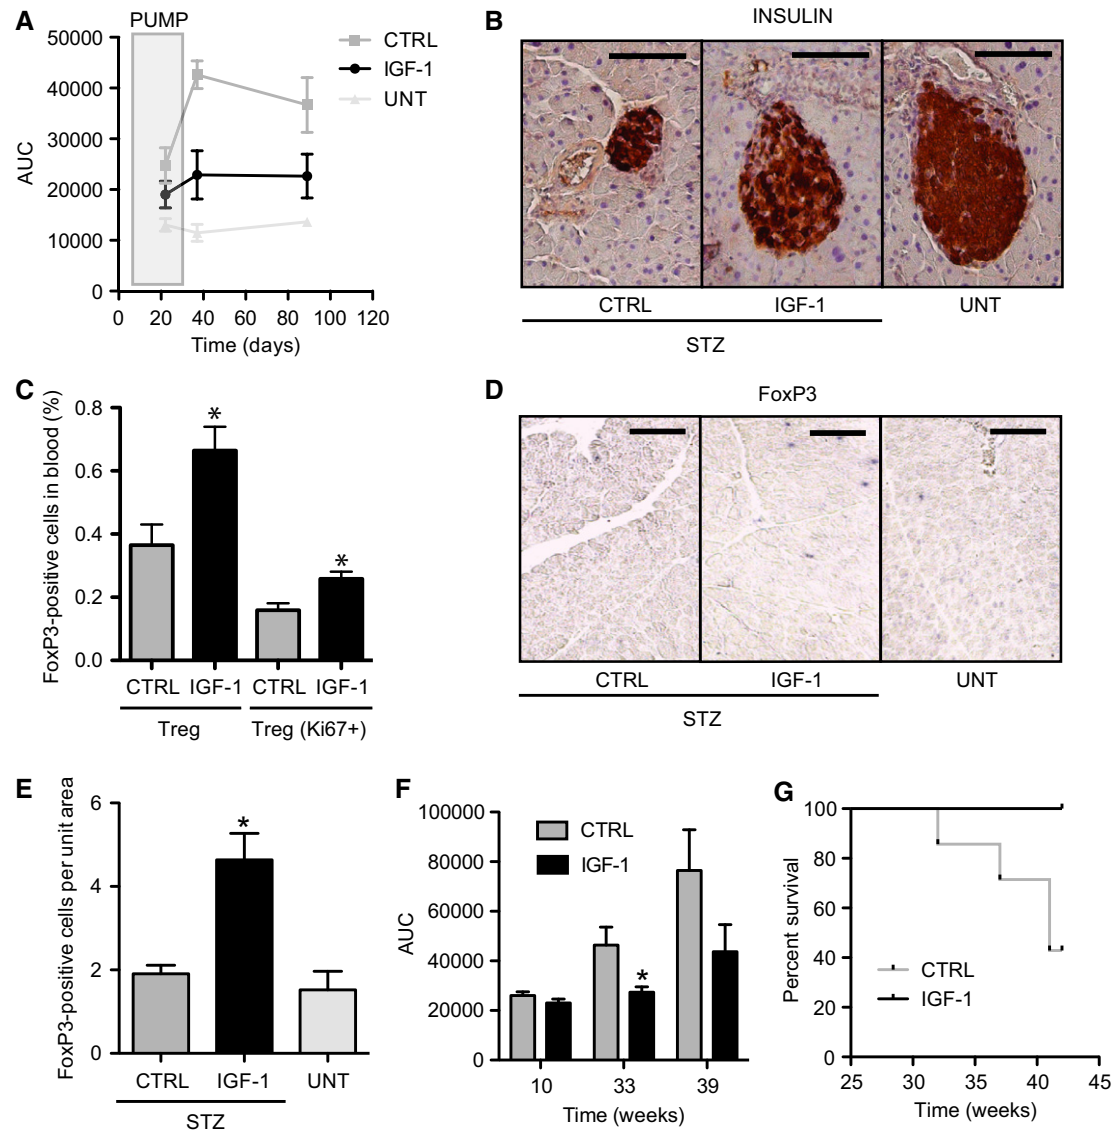 A
PUMP
50000
40000
30000
20000
10000
0
AUC
0 20 40 60 80 100 120
Time (days)
CTRL
IGF-1
UNT
B
INSULIN
CTRL IGF-1 UNT
STZ
C
FoxP3-positive cells in blood (%)
0.8
0.6
0.4
0.2
0.0
* *
CTRL IGF-1 CTRL IGF-1
Treg Treg (Ki67+)
D
FoxP3
CTRL IGF-1 UNT
STZ
E
FoxP3-positive cells per unit area
6
4
2
0
*
CTRL IGF-1 UNT
STZ
F
AUC
100000
80000
60000
40000
20000
0
CTRL
IGF-1
*
10 33 39
Time (weeks)
G
Percent survival
100
80
60
40
20
0
CTRL
IGF-1
25 30 35 40 45
Time (weeks)